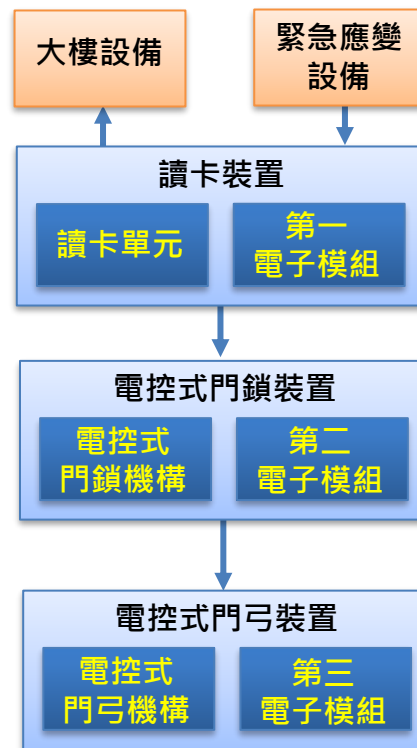 大樓設備
緊急應變
設備
讀卡裝置
讀卡單元
第一
電子模組
電控式門鎖裝置
電控式
門鎖機構
第二
電子模組
電控式門弓裝置
電控式
門弓機構
第三
電子模組